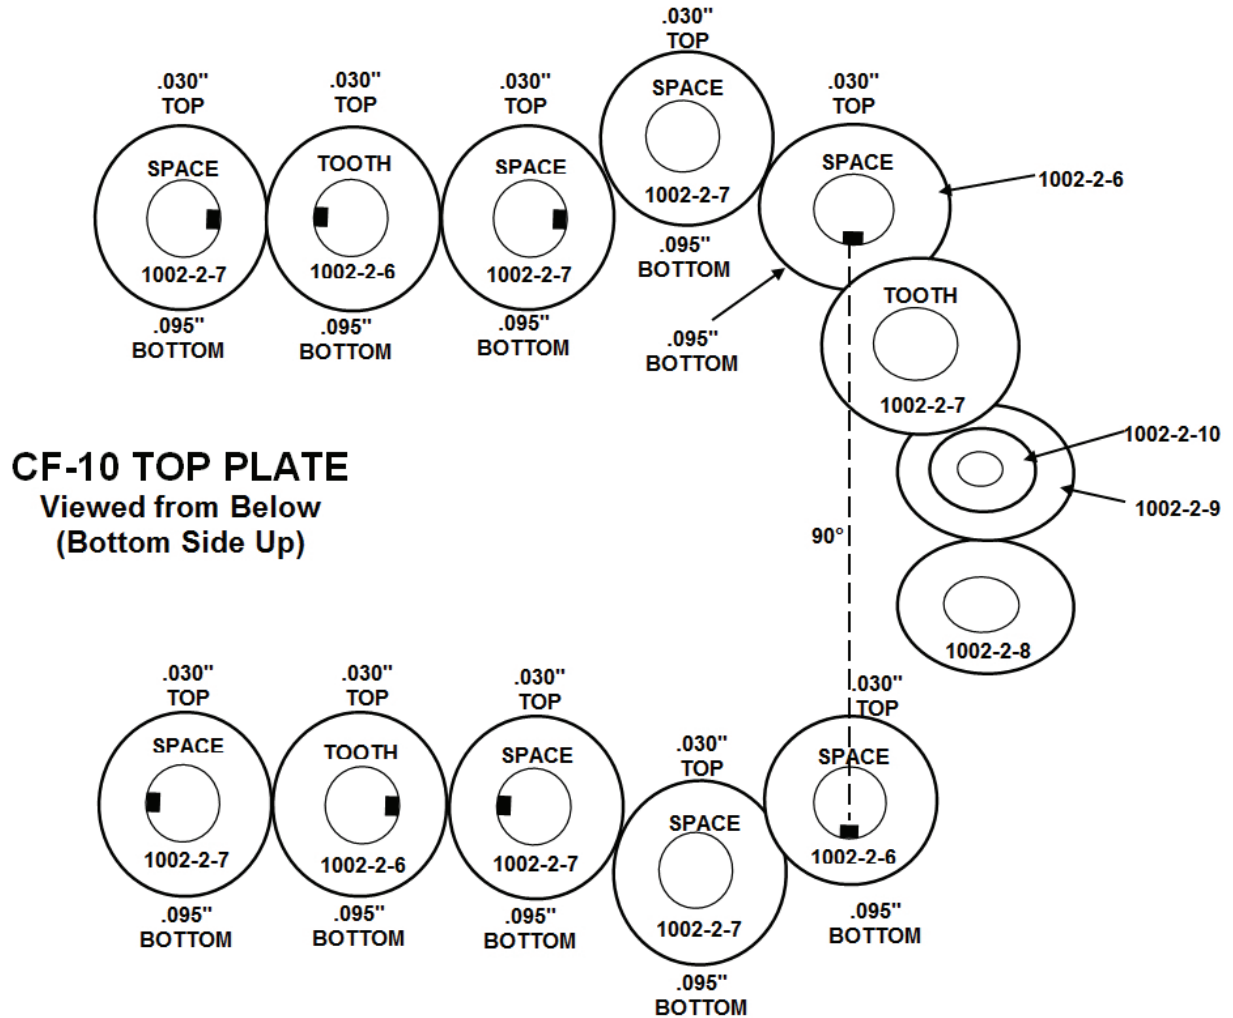 .030"
TOP
SPACE
1002-2-7
.095"
BOTTOM
.030"
TOP
TOOTH
1002-2-6
.095"
BOTTOM
.030"
TOP
SPACE
1002-2-7
.095"
BOTTOM
.030"
TOP
SPACE
1002-2-7
.095"
BOTTOM
.030"
TOP
SPACE
1002-2-6
.095"
BOTTOM
TOOTH
1002-2-7
1002-2-10
1002-2-9
1002-2-8
CF-10 TOP PLATE
Viewed from Below
(Bottom Side Up)
90°
.030"
TOP
SPACE
1002-2-7
.095"
BOTTOM
.030"
TOP
TOOTH
1002-2-6
.095"
BOTTOM
.030"
TOP
SPACE
1002-2-7
.095"
BOTTOM
.030"
TOP
SPACE
1002-2-7
.095"
BOTTOM
.030"
TOP
SPACE
1002-2-6
.095"
BOTTOM